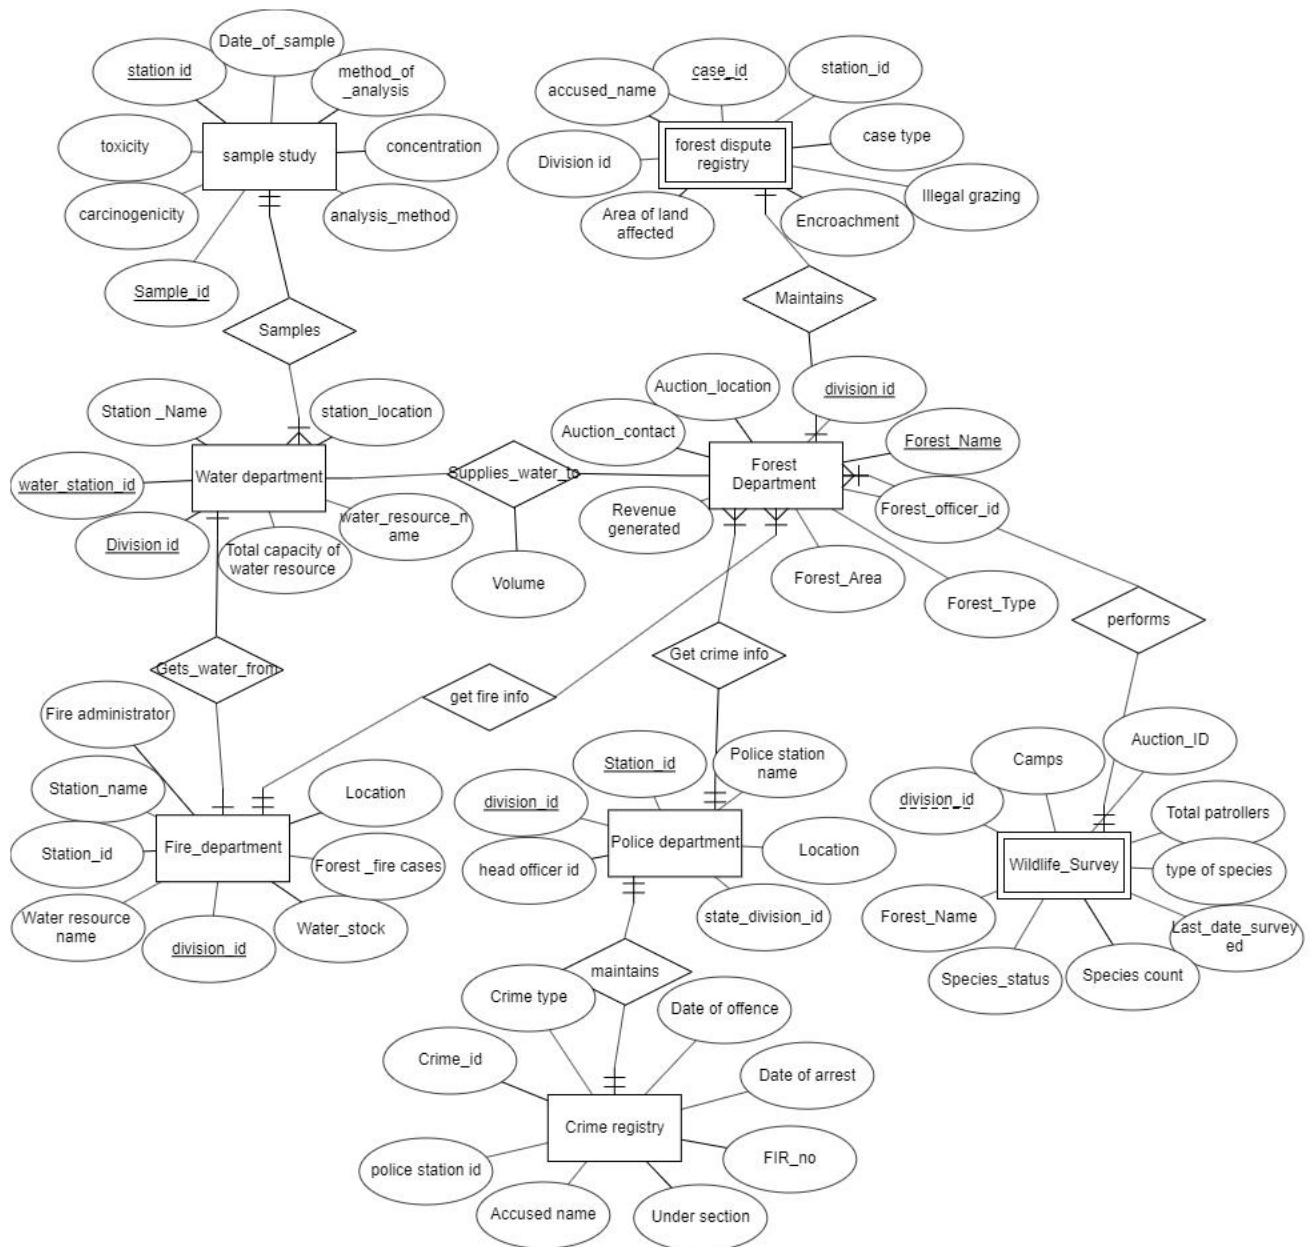 Date_of_sample
station id
method_of
_analysis
toxicity
sample study
concentration
carcinogenicity
analysis_method
Sample_id
Samples
case_id
station_id
accused_name
case type
forest dispute
registry
Division id
Illegal grazing
Area of land
affected
Encroachment
Maintains
Station _Name
station_location
Water department
water_station_id
Division id
Total capacity of
water resource
water_resource_n
ame
Supplies_water_to
Volume
Auction_location
division id
Auction_contact
Forest_Name
Forest
Department
Revenue
generated
Forest_officer_id
Forest_Area
Forest_Type
performs
Gets_water_from
get fire info
Get crime info
Fire administrator
Station_name
Location
Station_id
Fire_department
Forest _fire cases
Water resource
name
division_id
Water_stock
Station_id
Police station
name
division_id
Police department
Location
head officer id
state_division_id
Camps
Auction_ID
division_id
Total patrollers
Wildlife_Survey
type of species
Forest_Name
Last_date_survey
ed
Species_status
Species count
maintains
Crime type
Date of offence
Crime_id
Date of arrest
Crime registry
police station id
FIR_no
Accused name
Under section